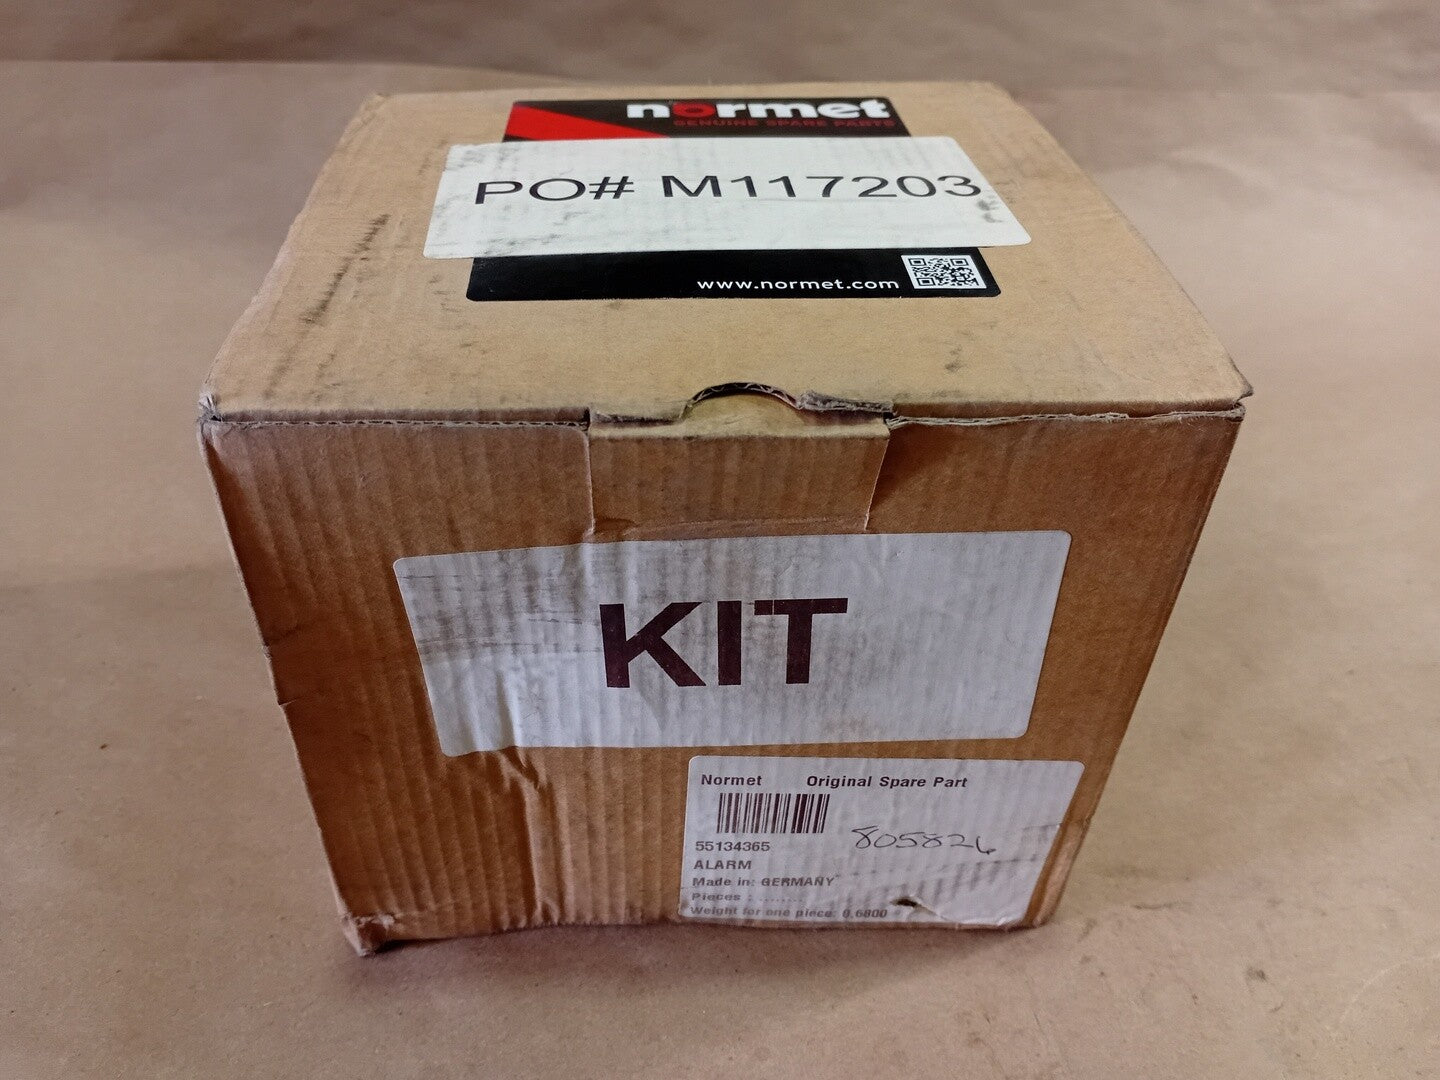 normet
GENUINE SPARE PARTS
PO# M117203
www.normet.com
KIT
Normet Original Spare Part
55134365
805826
ALARM
Made in: GERMANY
Pieces : ........
Weight for one piece: 0,6800